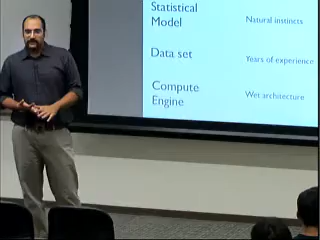 Statistical
Model
Natural instincts
Data set
Years of experience
Compute
Engine
Wet architecture